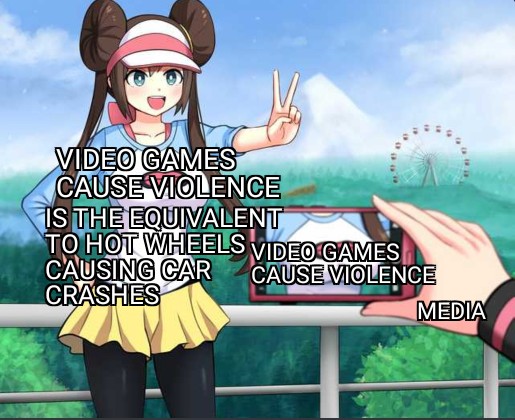 VIDEO GAMES
CAUSE VIOLENCE
IS THE EQUIVALENT
TO HOT WHEELS
CAUSING CAR
CRASHES
VIDEO GAMES
CAUSE VIOLENCE
MEDIA